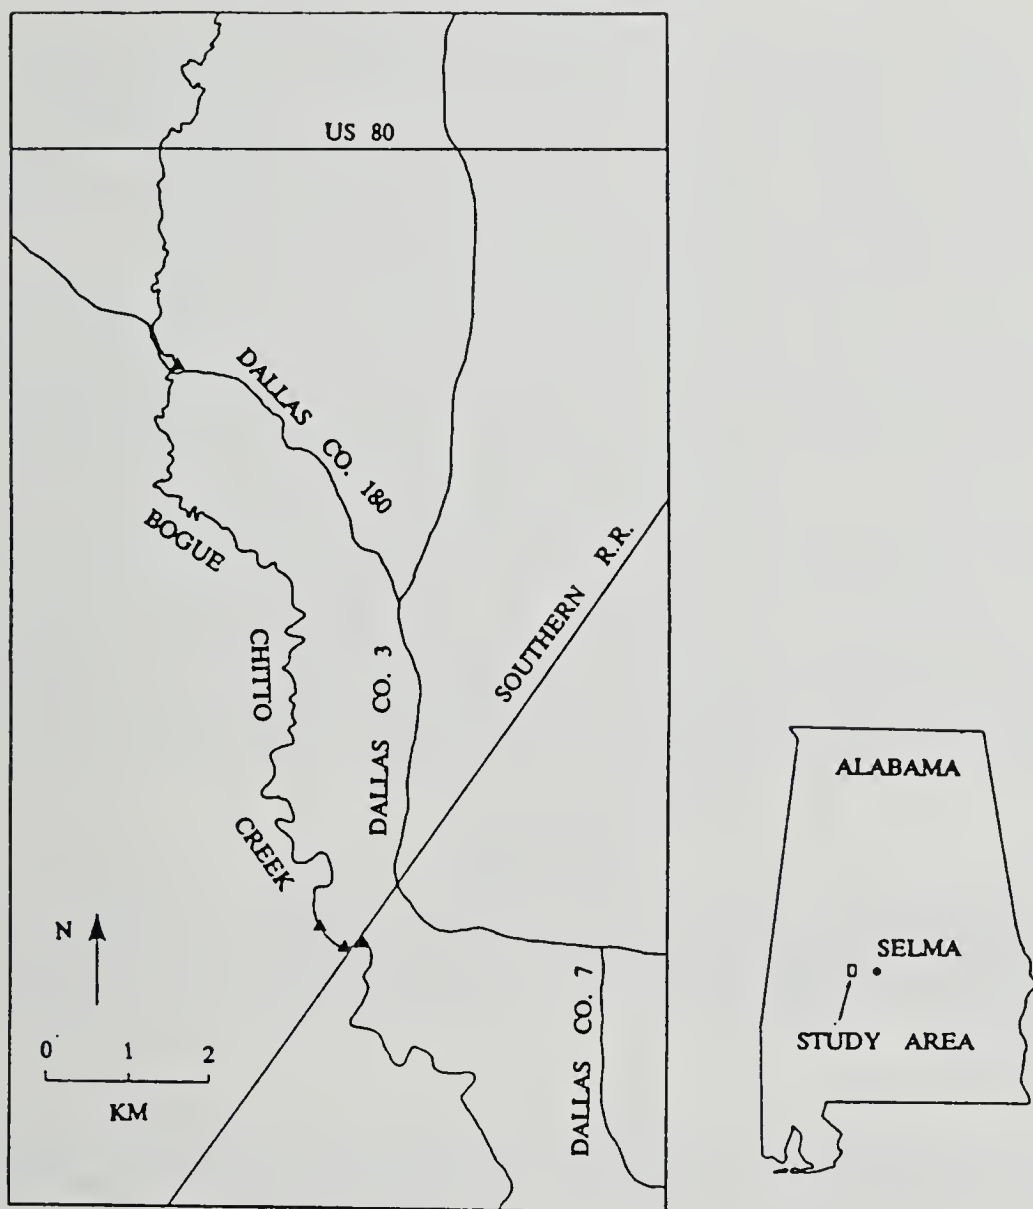 US 80
DALLAS CO. 180
BOGUE
CHITTO
CREEK
DALLAS CO. 3
SOUTHERN R.R.
DALLAS CO. 7
N
0 1 2
KM
ALABAMA
SELMA
STUDY AREA